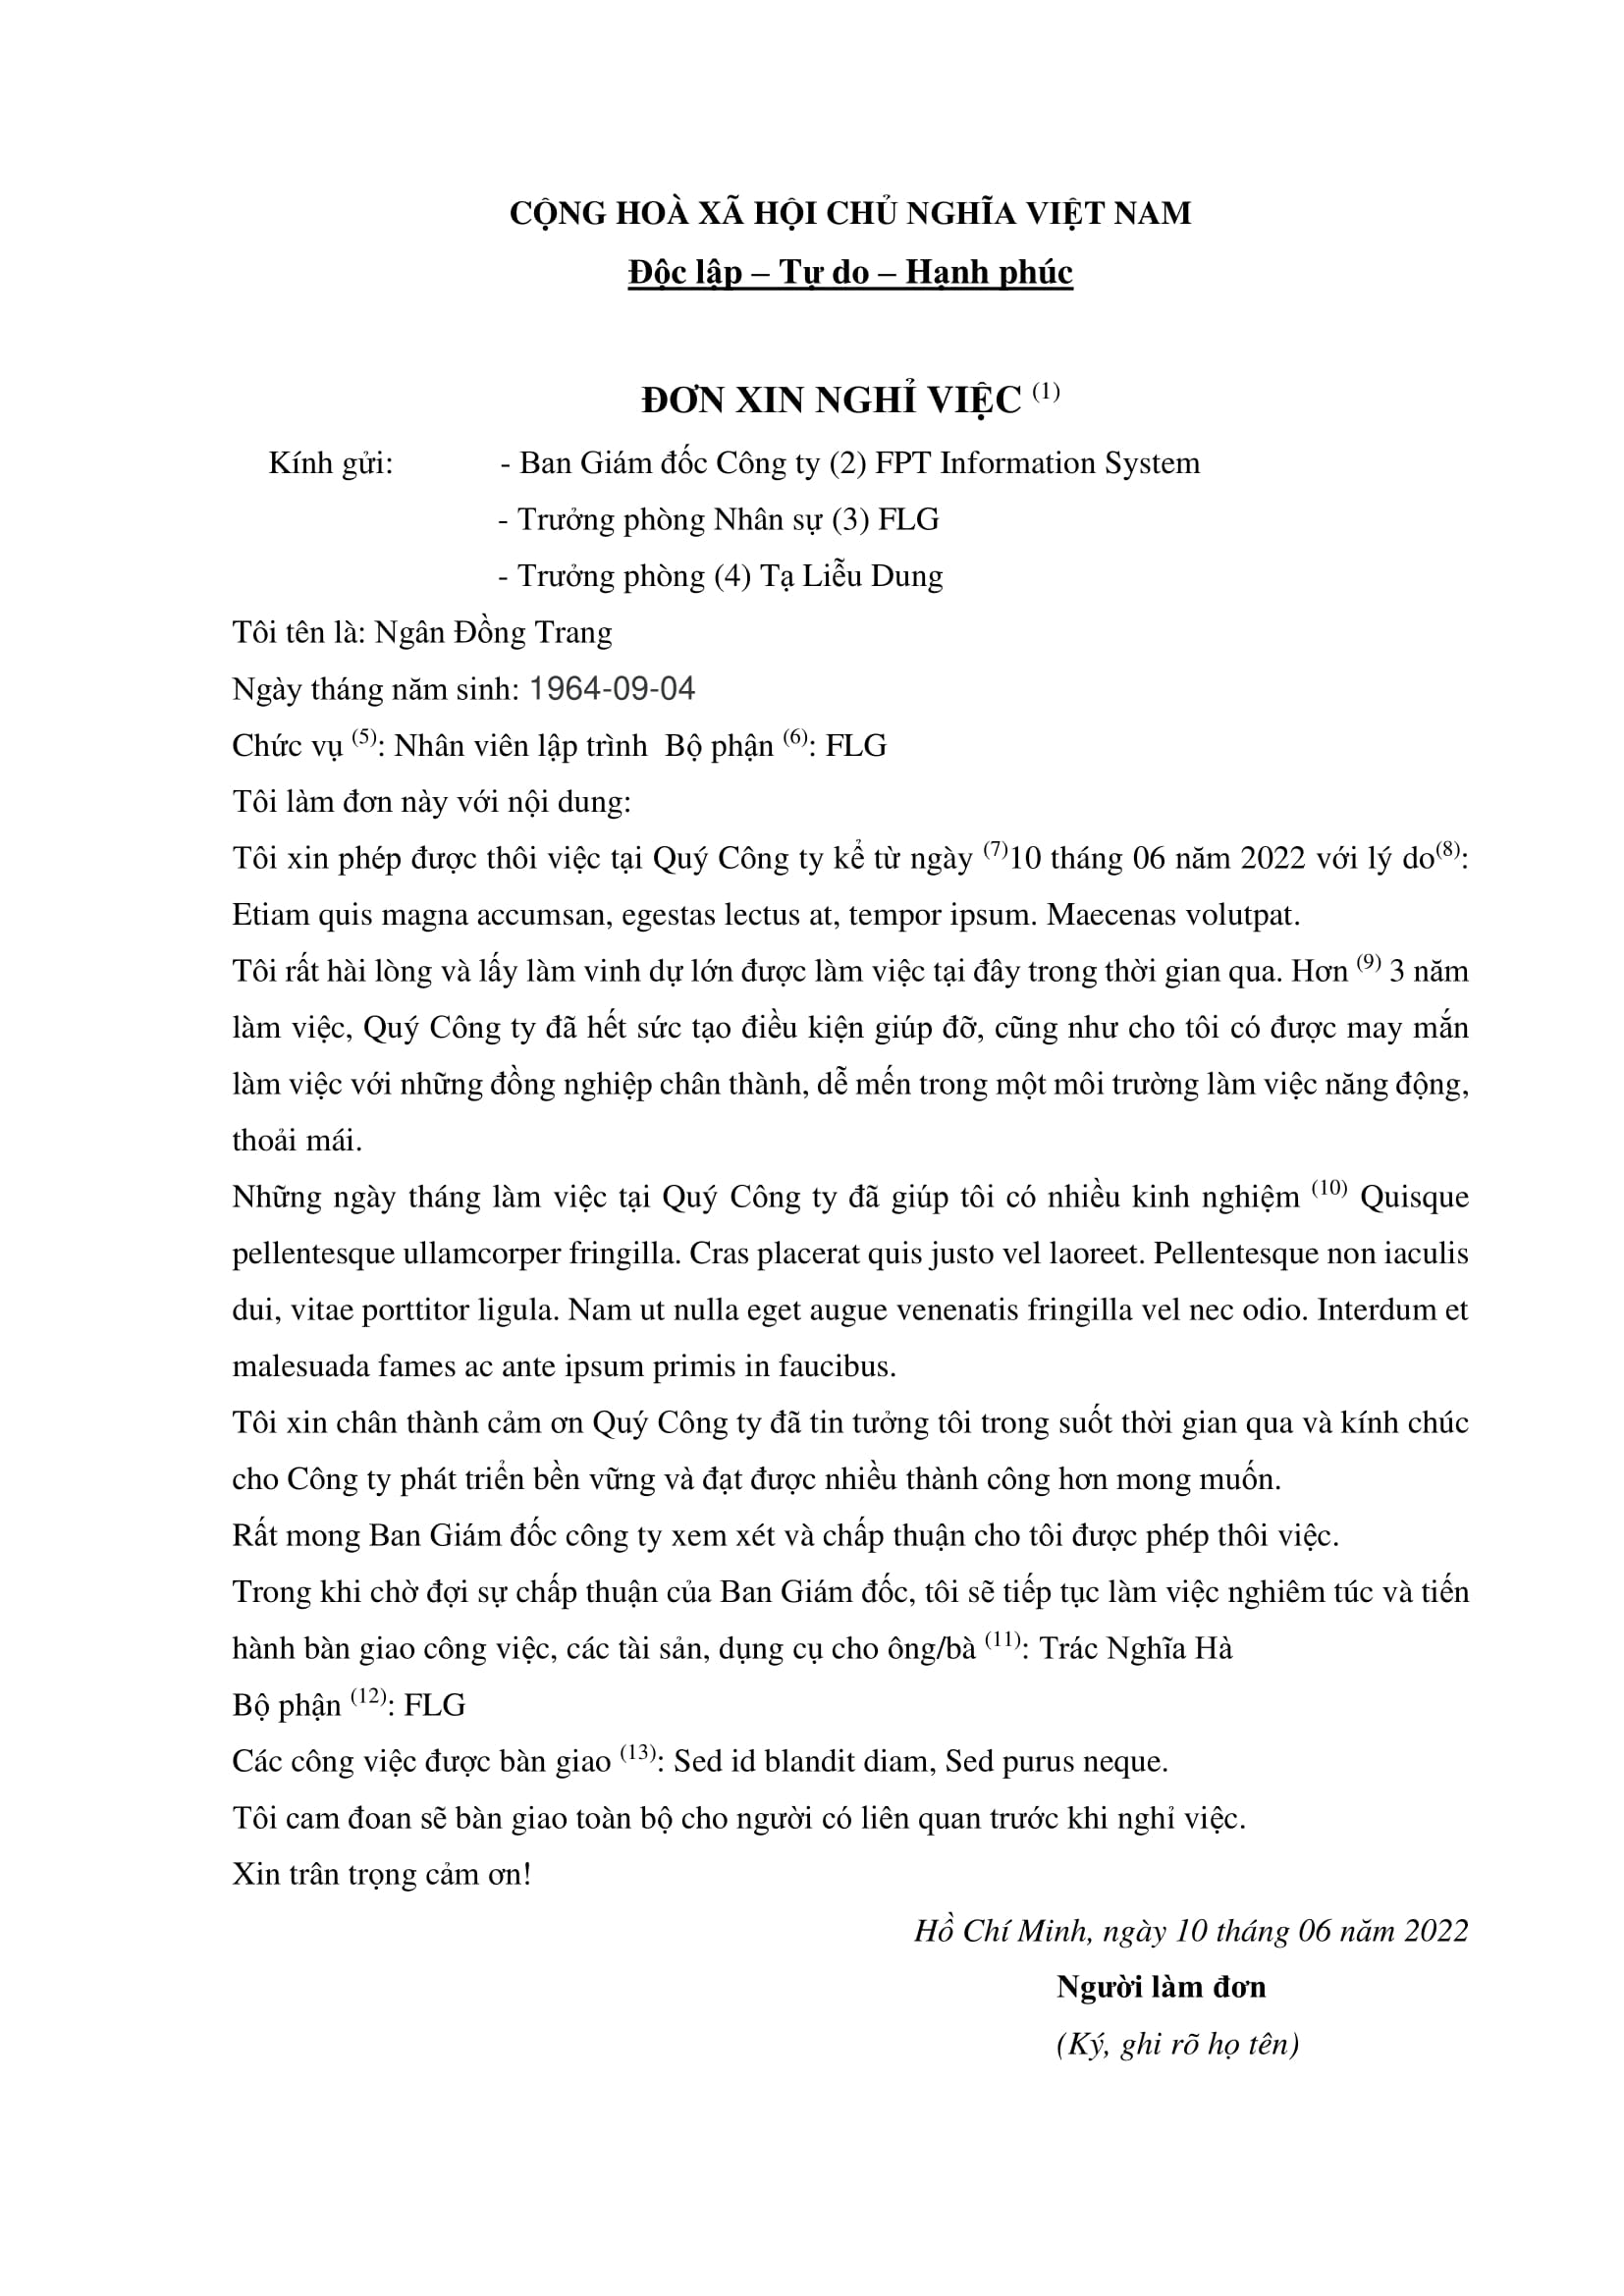 CỘNG HOÀ XÃ HỘI CHỦ NGHĨA VIỆT NAM
Độc lập – Tự do – Hạnh phúc
ĐƠN XIN NGHỈ VIỆC (1)
Kính gửi: - Ban Giám đốc Công ty (2) FPT Information System
- Trưởng phòng Nhân sự (3) FLG
- Trưởng phòng (4) Tạ Liễu Dung
Tôi tên là: Ngân Đồng Trang
Ngày tháng năm sinh: 1964-09-04
Chức vụ (5): Nhân viên lập trình Bộ phận (6): FLG
Tôi làm đơn này với nội dung:
Tôi xin phép được thôi việc tại Quý Công ty kể từ ngày (7)10 tháng 06 năm 2022 với lý do(8):
Etiam quis magna accumsan, egestas lectus at, tempor ipsum. Maecenas volutpat.
Tôi rất hài lòng và lấy làm vinh dự lớn được làm việc tại đây trong thời gian qua. Hơn (9) 3 năm
làm việc, Quý Công ty đã hết sức tạo điều kiện giúp đỡ, cũng như cho tôi có được may mắn
làm việc với những đồng nghiệp chân thành, dễ mến trong một môi trường làm việc năng động,
thoải mái.
Những ngày tháng làm việc tại Quý Công ty đã giúp tôi có nhiều kinh nghiệm (10) Quisque
pellentesque ullamcorper fringilla. Cras placerat quis justo vel laoreet. Pellentesque non iaculis
dui, vitae porttitor ligula. Nam ut nulla eget augue venenatis fringilla vel nec odio. Interdum et
malesuada fames ac ante ipsum primis in faucibus.
Tôi xin chân thành cảm ơn Quý Công ty đã tin tưởng tôi trong suốt thời gian qua và kính chúc
cho Công ty phát triển bền vững và đạt được nhiều thành công hơn mong muốn.
Rất mong Ban Giám đốc công ty xem xét và chấp thuận cho tôi được phép thôi việc.
Trong khi chờ đợi sự chấp thuận của Ban Giám đốc, tôi sẽ tiếp tục làm việc nghiêm túc và tiến
hành bàn giao công việc, các tài sản, dụng cụ cho ông/bà (11): Trác Nghĩa Hà
Bộ phận (12): FLG
Các công việc được bàn giao (13): Sed id blandit diam, Sed purus neque.
Tôi cam đoan sẽ bàn giao toàn bộ cho người có liên quan trước khi nghỉ việc.
Xin trân trọng cảm ơn!
Hồ Chí Minh, ngày 10 tháng 06 năm 2022
Người làm đơn
(Ký, ghi rõ họ tên)